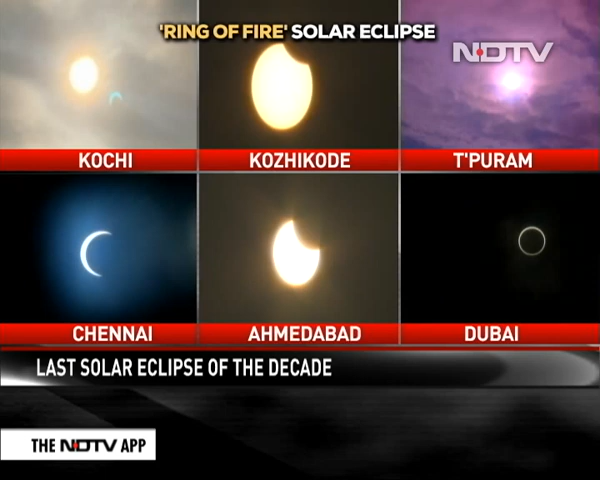 'RING OF FIRE' SOLAR ECLIPSE
NDTV
KOCHI
KOZHIKODE
T'PURAM
CHENNAI
AHMEDABAD
DUBAI
LAST SOLAR ECLIPSE OF THE DECADE
THE NDTV APP